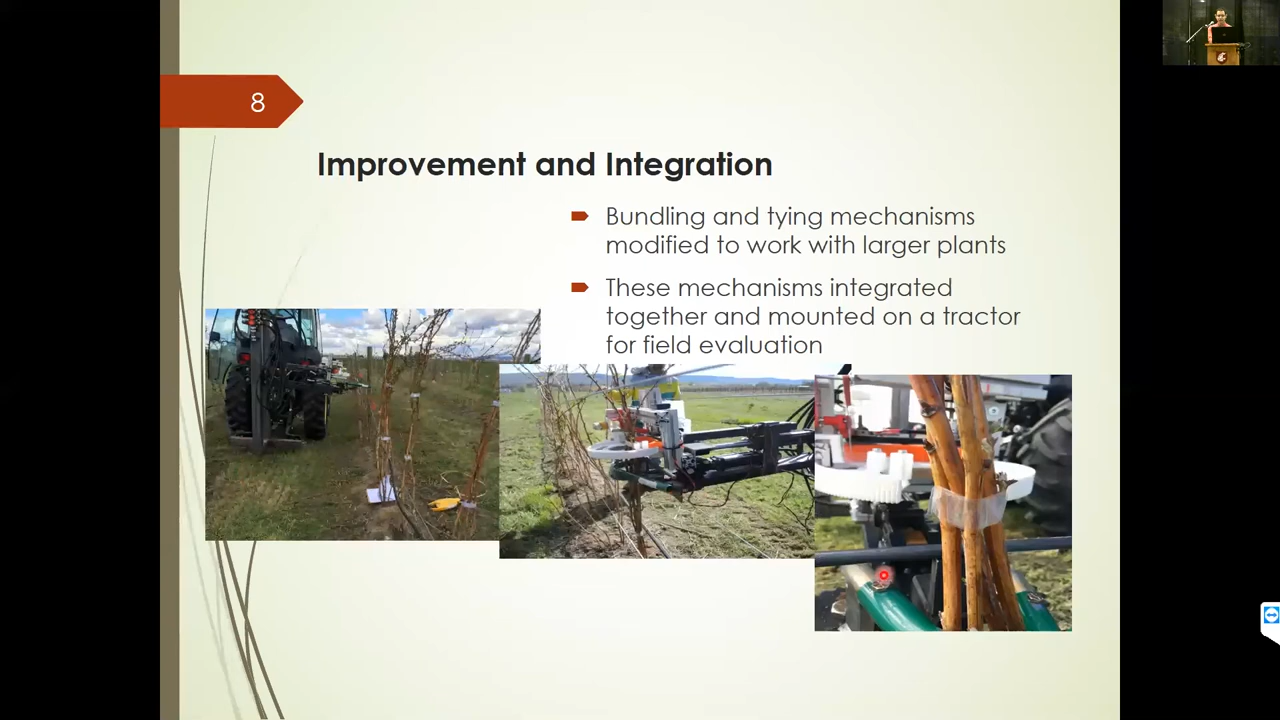 8
Improvement and Integration
Bundling and tying mechanisms
modified to work with larger plants
These mechanisms integrated
together and mounted on a tractor
for field evaluation